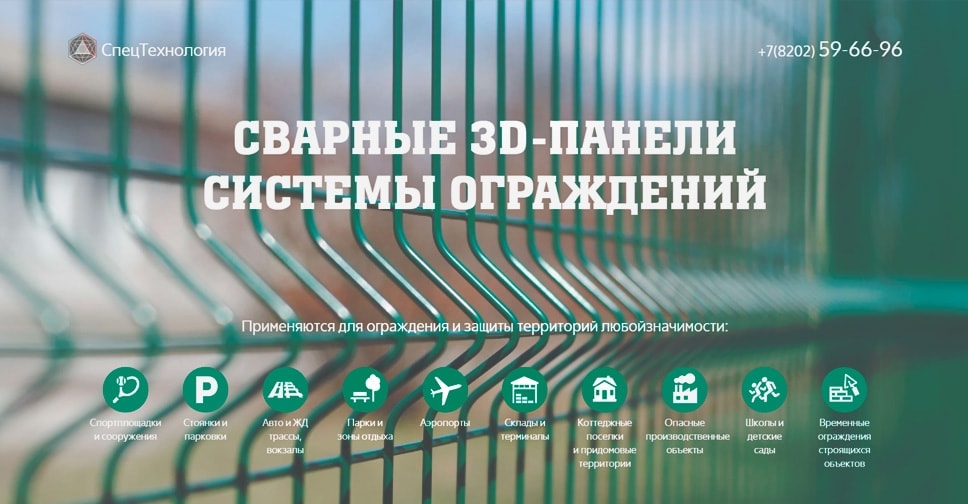 СпецТехнология
+7(8202) 59-66-96
СВАРНЫЕ 3D-ПАНЕЛИ
СИСТЕМЫ ОГРАЖДЕНИЙ
Применяются для ограждения и защиты территорий любойзначимости:
P
Спортплощадки
и сооружения
Стоянки и
парковки
Авто и ЖД
трассы,
вокзалы
Парки и
зоны отдыха
Аэропорты
Склады и
терминалы
Коттеджные
поселки
и придомовые
территории
Опасные
производственные
объекты
Школы и
детские
сады
Временные
ограждения
строящихся
объектов